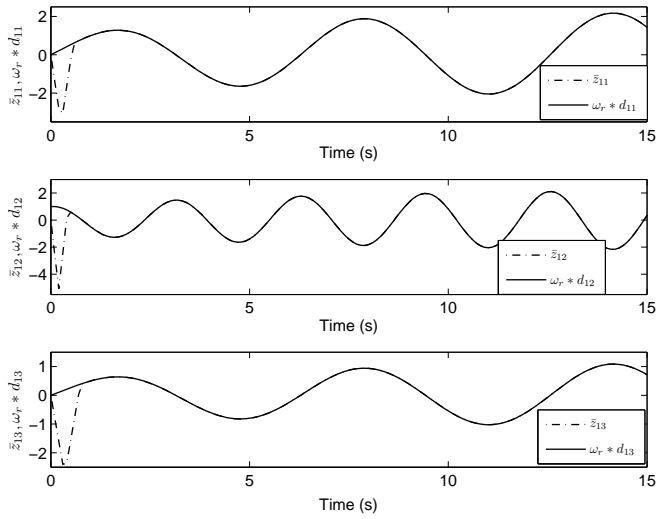 2
0
−2
z̄₁₁, ωᵣ ∗ d₁₁
0 5 10 15
Time (s)
z̄₁₁
ωᵣ ∗ d₁₁
2
0
−2
−4
z̄₁₂, ωᵣ ∗ d₁₂
0 5 10 15
Time (s)
z̄₁₂
ωᵣ ∗ d₁₂
1
0
−1
−2
z̄₁₃, ωᵣ ∗ d₁₃
0 5 10 15
Time (s)
z̄₁₃
ωᵣ ∗ d₁₃